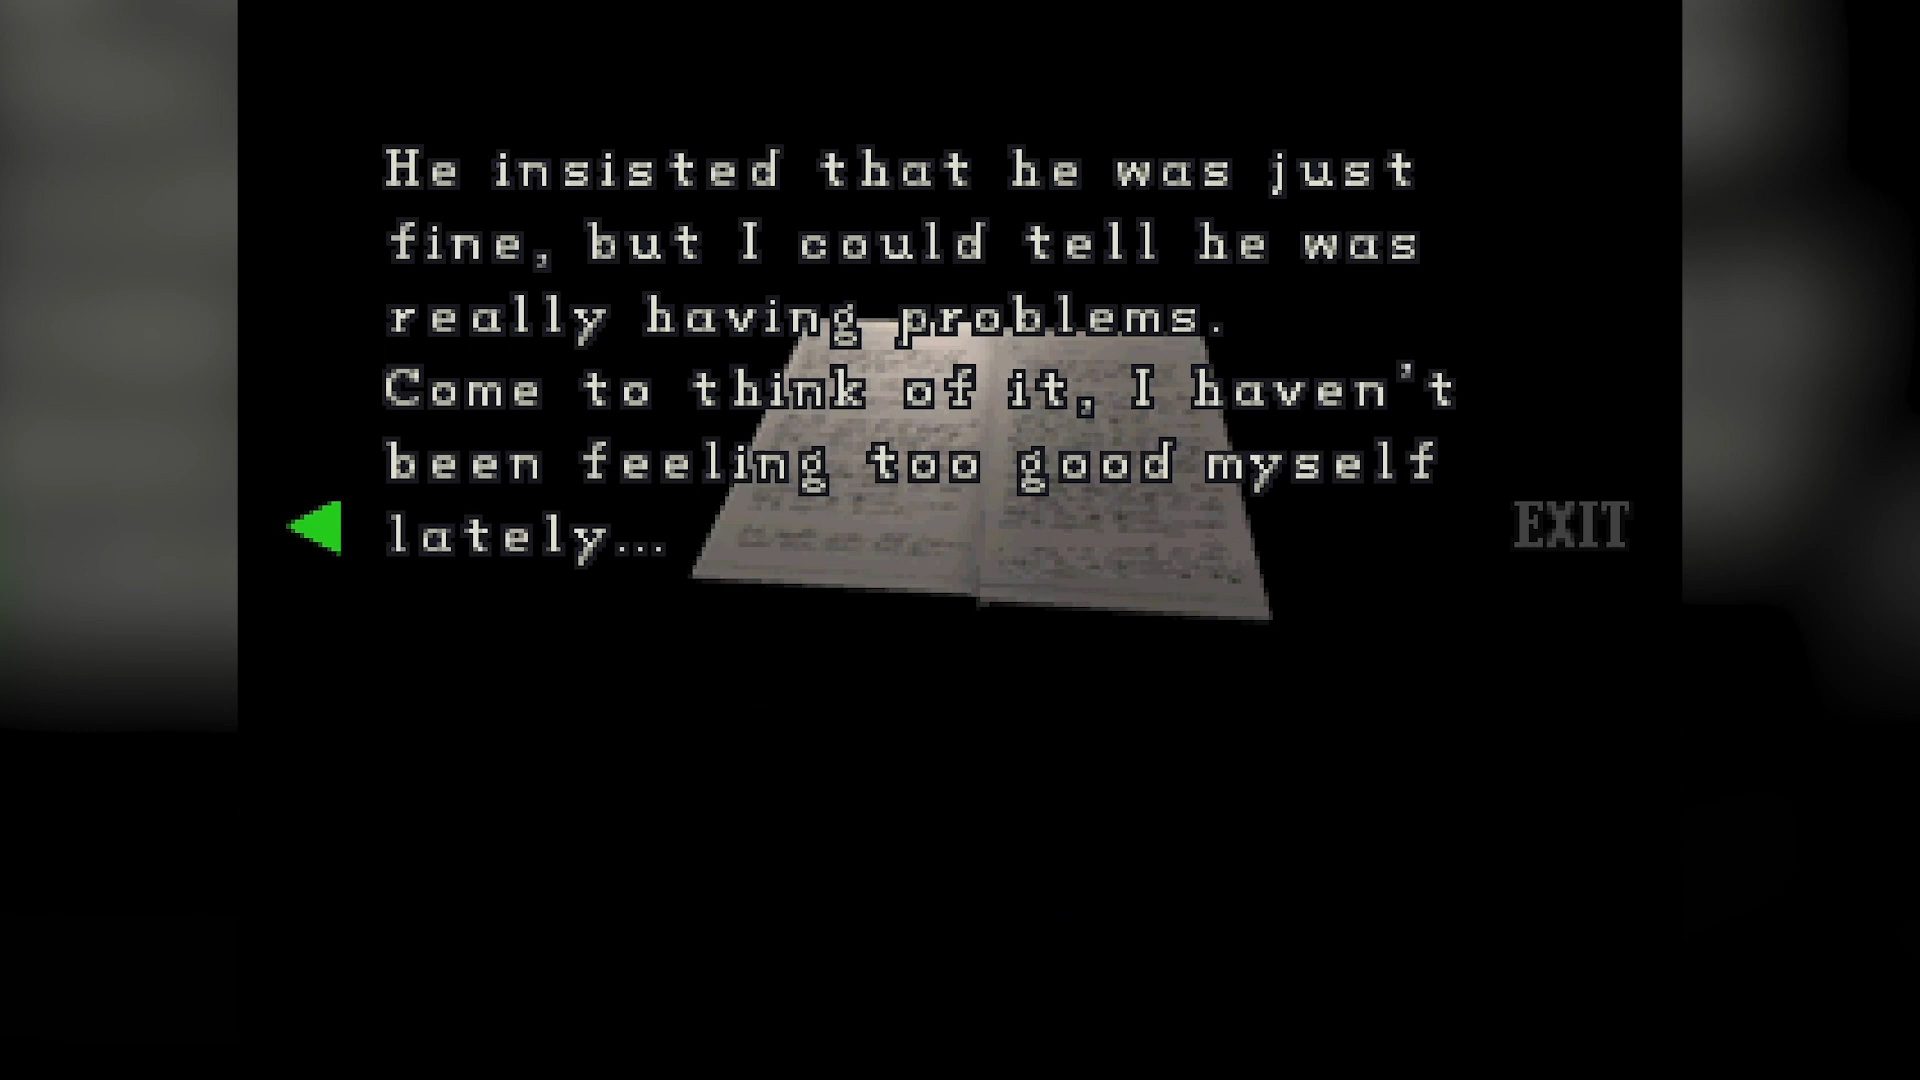 He insisted that he was just
fine, but I could tell he was
really having problems.
Come to think of it, I haven't
been feeling too good myself
lately...
EXIT